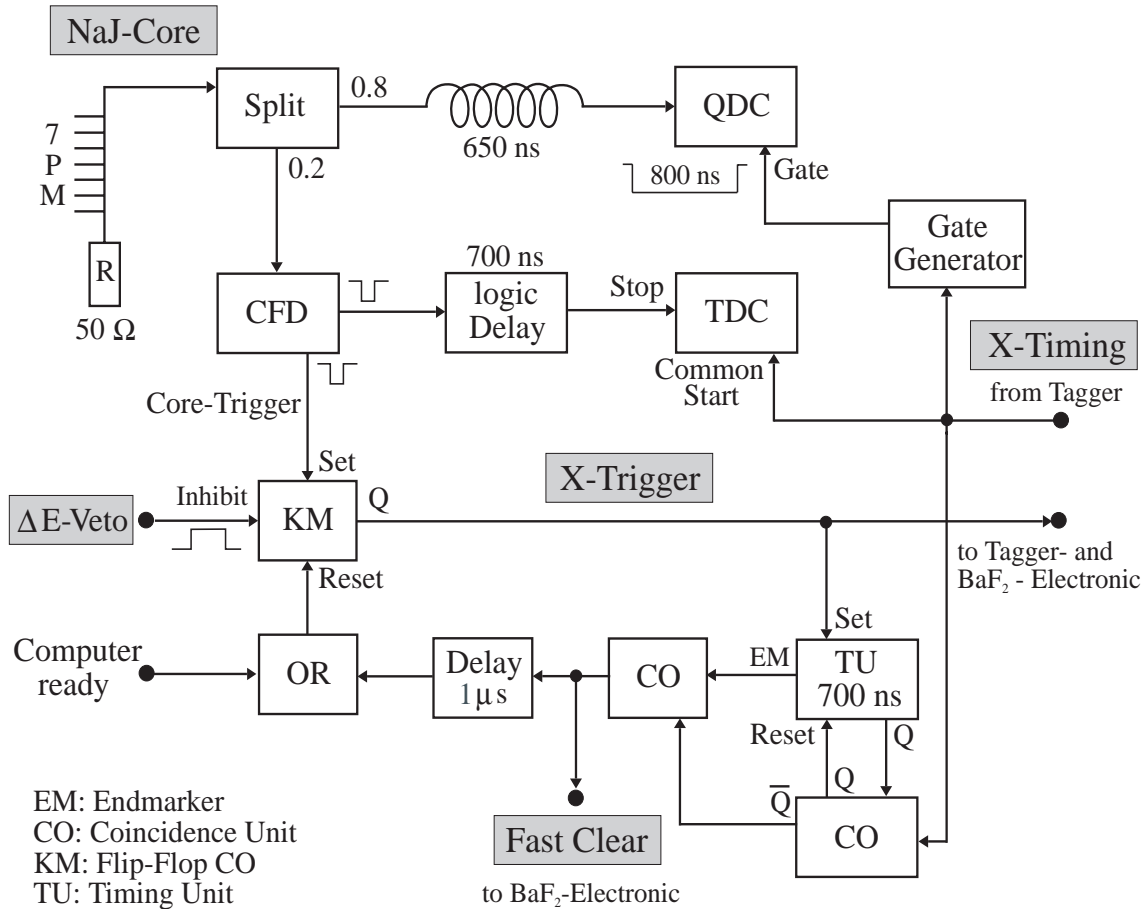 NaJ-Core
Split
0.8
650 ns
QDC
7
P
M
0.2
800 ns
Gate
Gate
Generator
R
50 Ω
CFD
700 ns
logic
Delay
Stop
TDC
Common
Start
X-Timing
from Tagger
Core-Trigger
Set
Inhibit
ΔE-Veto
KM
Q
X-Trigger
Reset
to Tagger- and
BaF₂ - Electronic
Computer
ready
OR
Delay
1μs
CO
EM
Set
TU
700 ns
Reset
Q
Q
Q̅
CO
Fast Clear
to BaF₂-Electronic
EM: Endmarker
CO: Coincidence Unit
KM: Flip-Flop CO
TU: Timing Unit